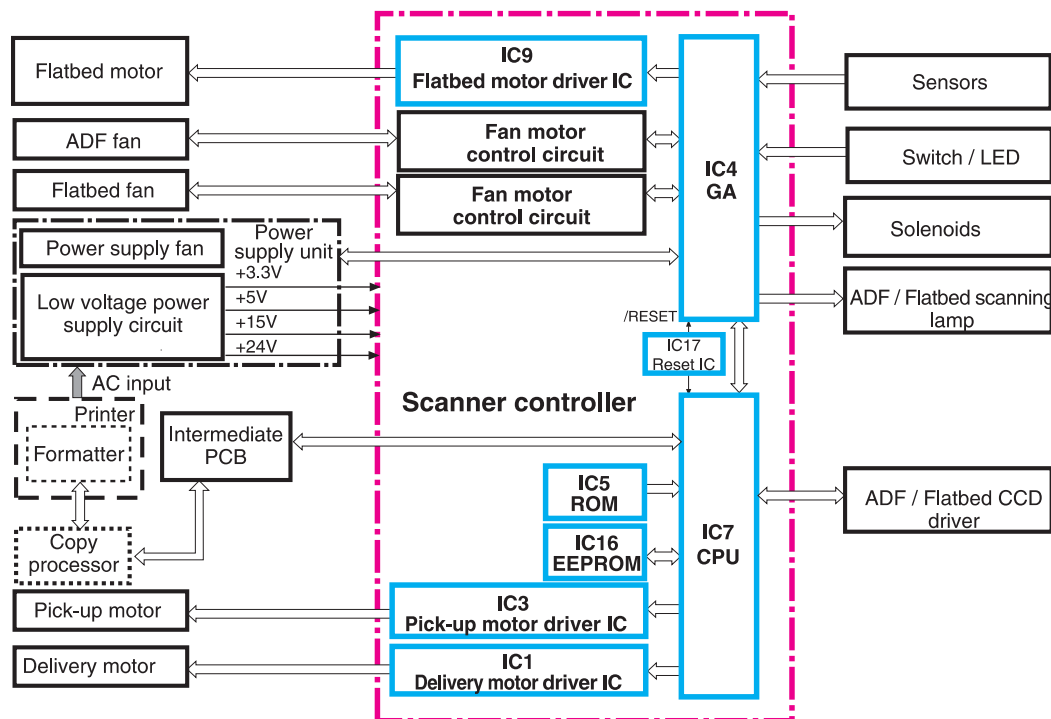 Flatbed motor
IC9
Flatbed motor driver IC
Sensors
ADF fan
Fan motor
control circuit
IC4
GA
Switch / LED
Flatbed fan
Fan motor
control circuit
Solenoids
Power supply fan
Power
supply unit
Low voltage power
supply circuit
+3.3V
+5V
+15V
+24V
ADF / Flatbed scanning
lamp
/RESET
IC17
Reset IC
AC input
Scanner controller
Printer
Formatter
Intermediate
PCB
IC5
ROM
IC7
CPU
ADF / Flatbed CCD
driver
Copy
processor
IC16
EEPROM
Pick-up motor
IC3
Pick-up motor driver IC
Delivery motor
IC1
Delivery motor driver IC